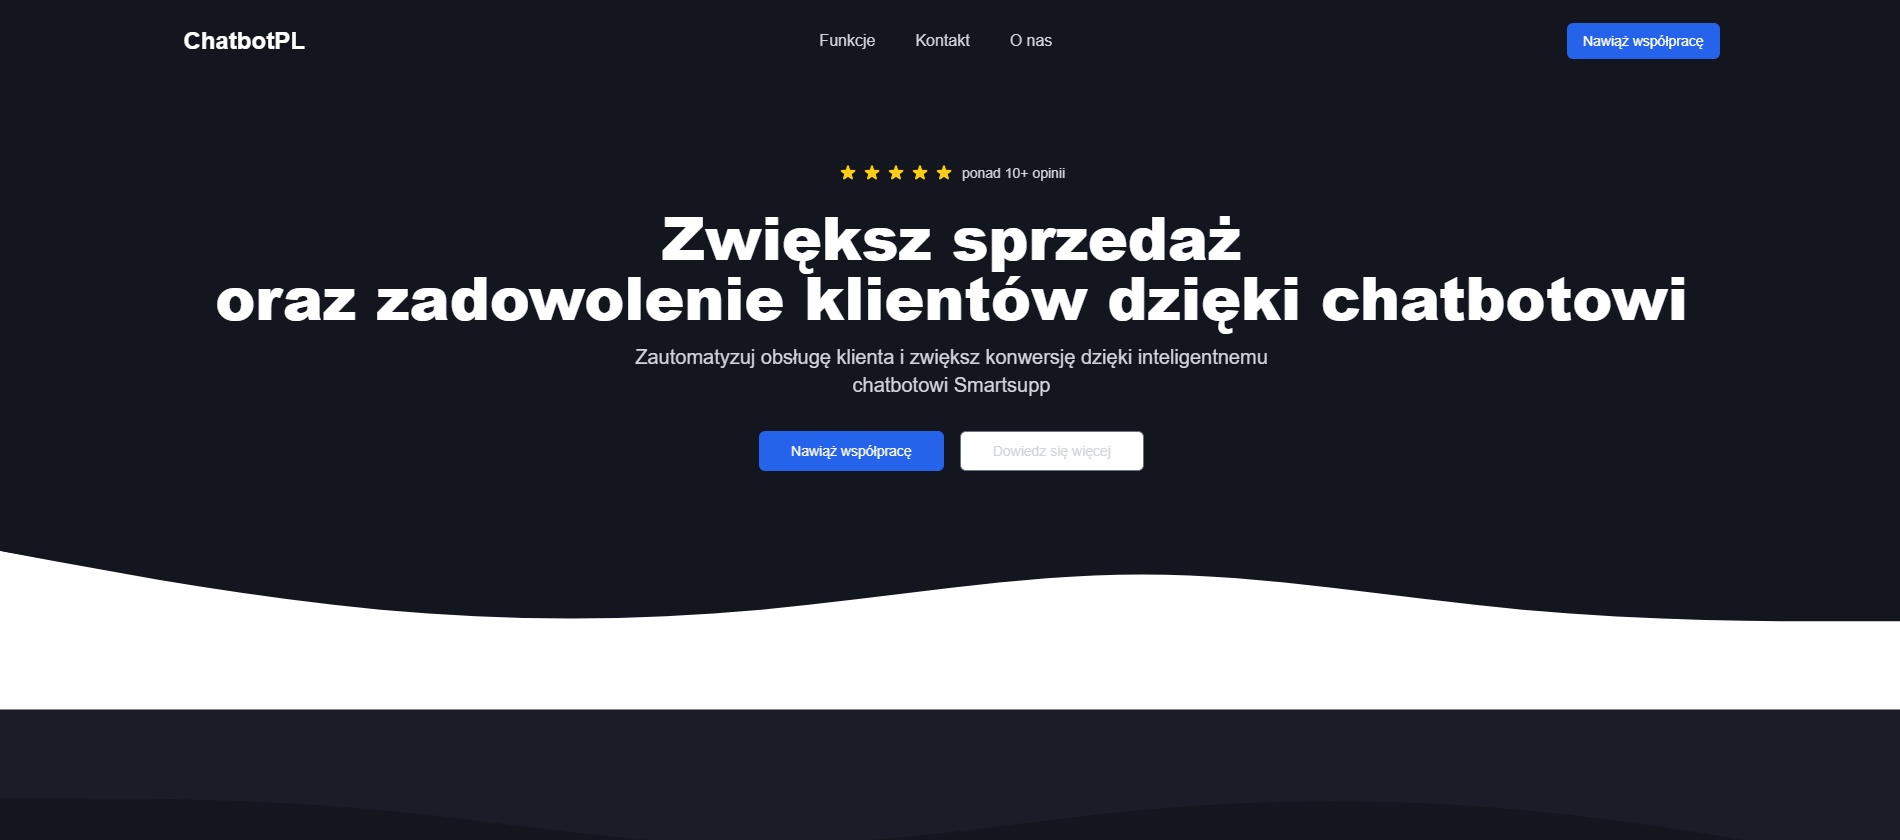 ChatbotPL
Funkcje
Kontakt
O nas
Nawiąż współpracę
ponad 10+ opinii
Zwiększ sprzedaż
oraz zadowolenie klientów dzięki chatbotowi
Zautomatyzuj obsługę klienta i zwiększ konwersję dzięki inteligentnemu
chatbotowi Smartsupp
Nawiąż współpracę
Dowiedz się więcej